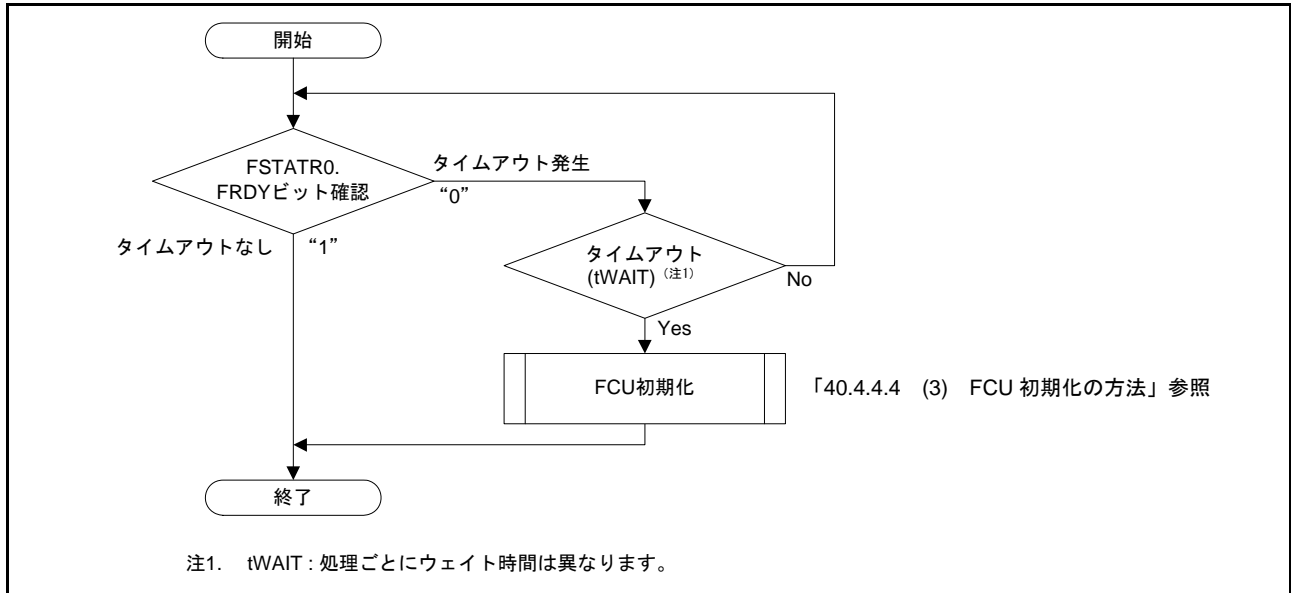 開始
FSTATR0.
FRDYビット確認
タイムアウト発生
“0”
タイムアウトなし “1”
タイムアウト
(tWAIT)（注1）
No
Yes
FCU初期化
「40.4.4.4 (3) FCU 初期化の方法」参照
終了
注1. tWAIT : 処理ごとにウェイト時間は異なります。